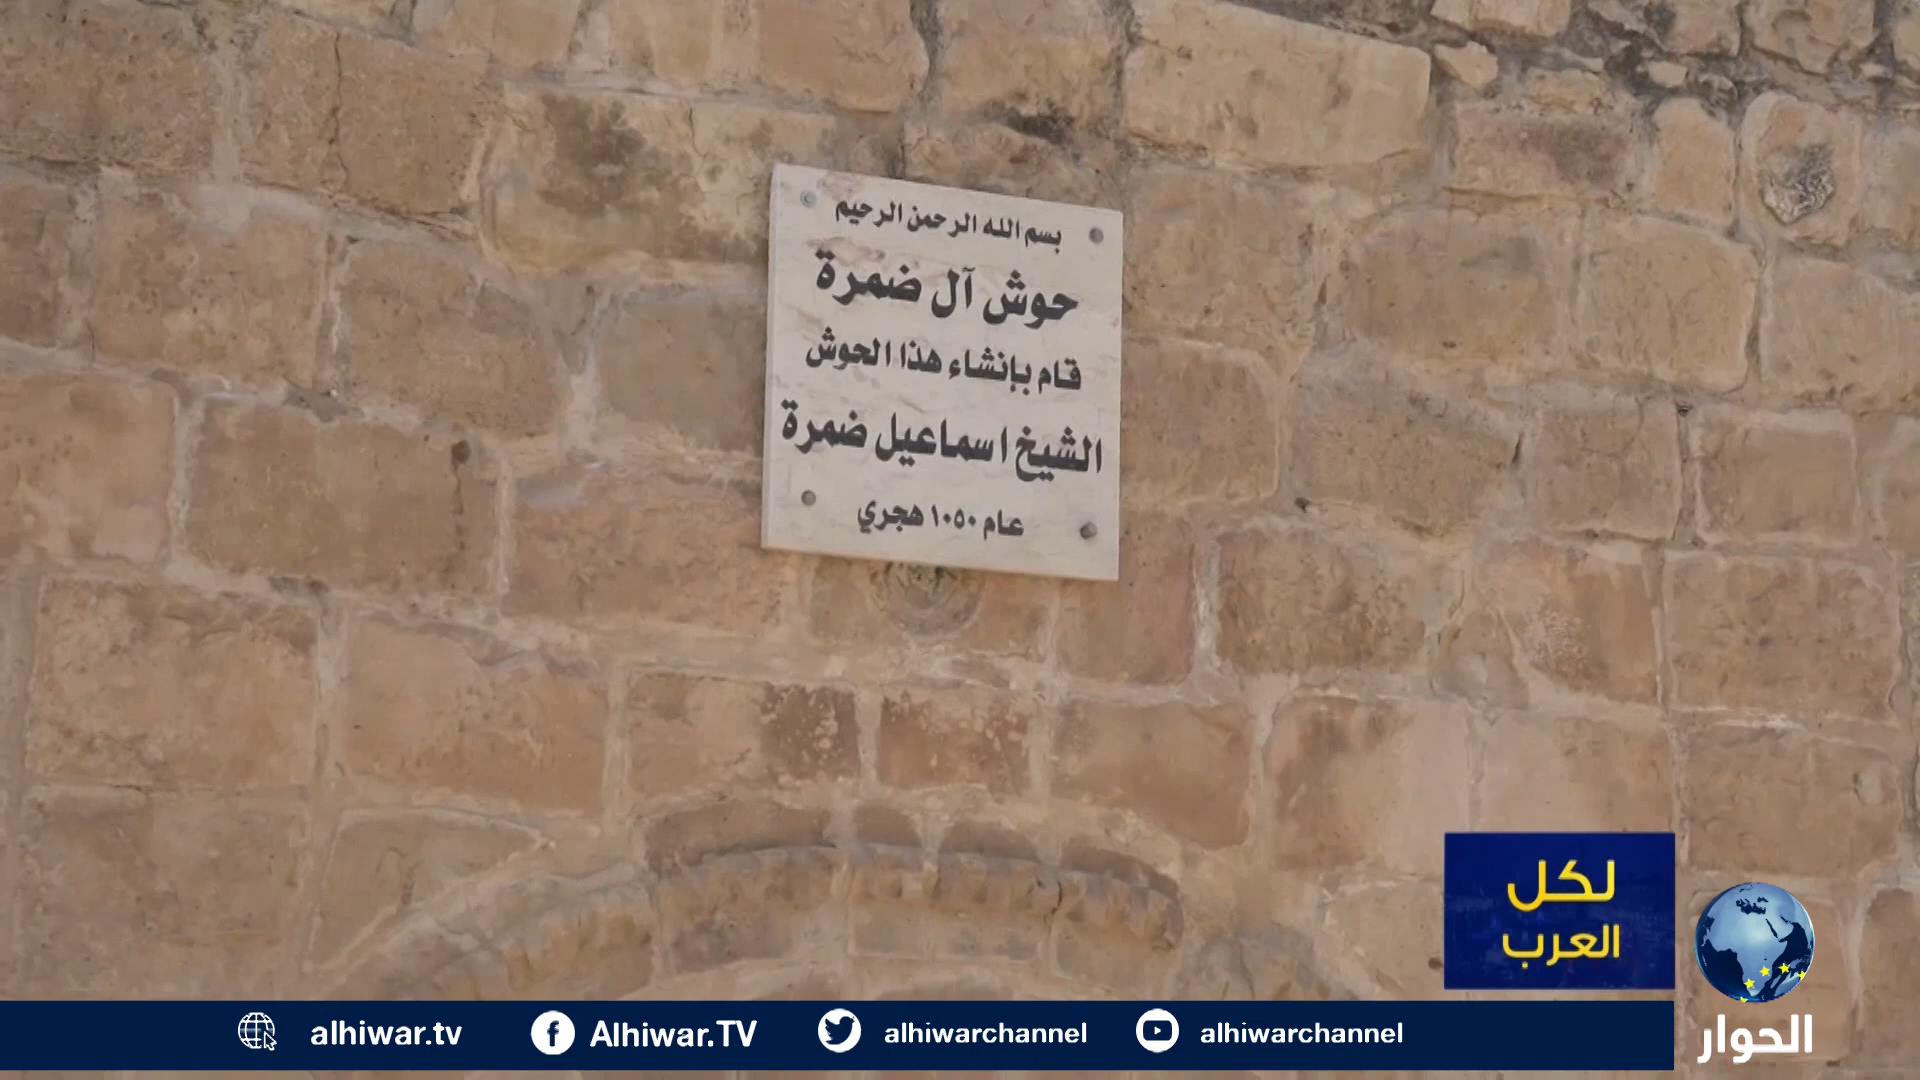 بسم الله الرحمن الرحيم
حوش آل ضمرة
قام بإنشاء هذا الحوش
الشيخ اسماعيل ضمرة
عام ١٠٥٠ هجري
لكل
العرب
الحوار
alhiwar.tv
Alhiwar.TV
alhiwarchannel
alhiwarchannel